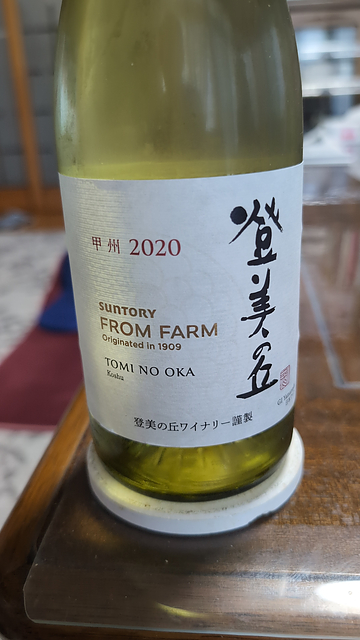 甲州 2020
登美の丘
SUNTORY
FROM FARM
Originated in 1909
TOMI NO OKA
Koshu
登美の丘ワイナリー謹製